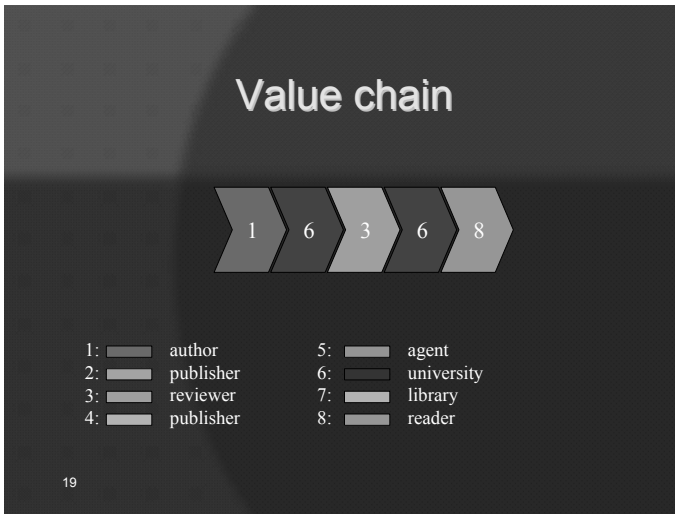 Value chain
1 6 3 6 8
1: author 5: agent
2: publisher 6: university
3: reviewer 7: library
4: publisher 8: reader
19